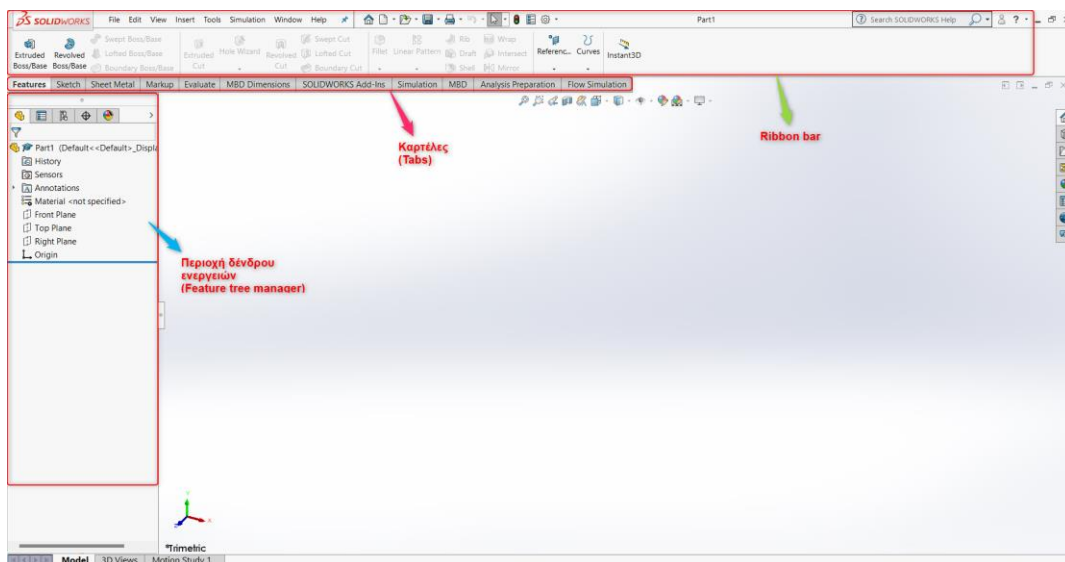 SOLIDWORKS File Edit View Insert Tools Simulation Window Help Part1 Search SOLIDWORKS Help
Extruded Boss/Base
Revolved Boss/Base
Swept Boss/Base
Lofted Boss/Base
Boundary Boss/Base
Extruded Cut
Hole Wizard
Revolved Cut
Swept Cut
Lofted Cut
Boundary Cut
Fillet
Linear Pattern
Rib
Draft
Shell
Wrap
Intersect
Mirror
Referenc...
Curves
Instant3D
Features Sketch Sheet Metal Markup Evaluate MBD Dimensions SOLIDWORKS Add-Ins Simulation MBD Analysis Preparation Flow Simulation
Καρτέλες
(Tabs)
Ribbon bar
Part1 (Default<<Default>_Displa
History
Sensors
Annotations
Material <not specified>
Front Plane
Top Plane
Right Plane
Origin
Περιοχή δένδρου
ενεργειών
(Feature tree manager)
*Trimetric
Model 3D Views Motion Study 1